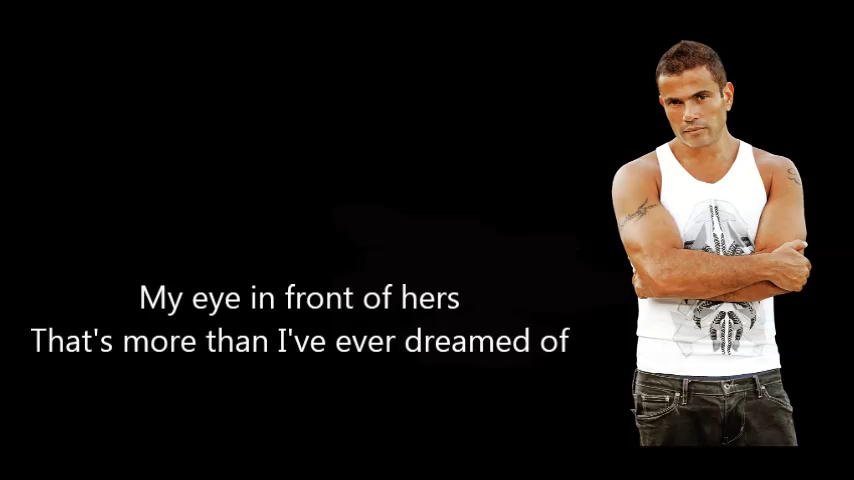 My eye in front of hers
That's more than I've ever dreamed of